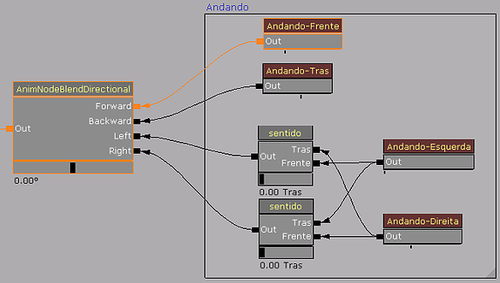 Andando
Andando-Frente
Out
Andando-Tras
Out
AnimNodeBlendDirectional
Forward
Backward
Out
Left
Right
0.00°
sentido
Tras
Out
Frente
0.00 Tras
Andando-Esquerda
Out
sentido
Tras
Out
Frente
0.00 Tras
Andando-Direita
Out